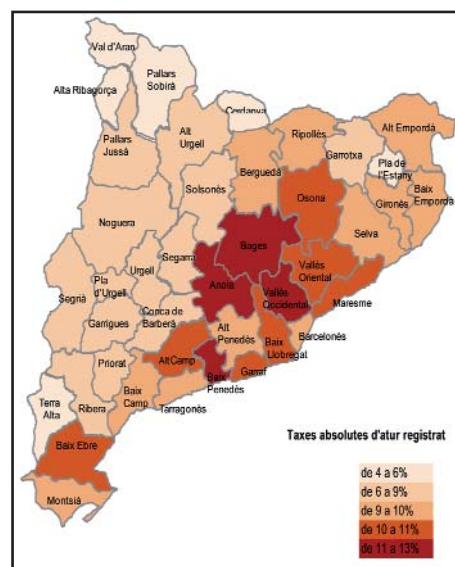 Val d'Aran
Pallars
Sobirà
Alta Ribagorça
Cerdanya
Pallars
Jussà
Alt
Urgell
Ripollès
Alt Empordà
Garrotxa
Pla de
l'Estany
Berguedà
Solsonès
Osona
Gironès
Baix
Empordà
Noguera
Bages
Selva
Segarra
Vallès
Oriental
Urgell
Pla
d'Urgell
Anoia
Vallès
Occidental
Maresme
Segrià
Conca de
Barberà
Garrigues
Alt
Penedès
Baix
Llobregat
Barcelonès
Alt Camp
Priorat
Garraf
Baix
Penedès
Terra
Alta
Ribera
Baix
Camp
Tarragonès
Baix Ebre
Montsià
Taxes absolutes d'atur registrat
de 4 a 6%
de 6 a 9%
de 9 a 10%
de 10 a 11%
de 11 a 13%